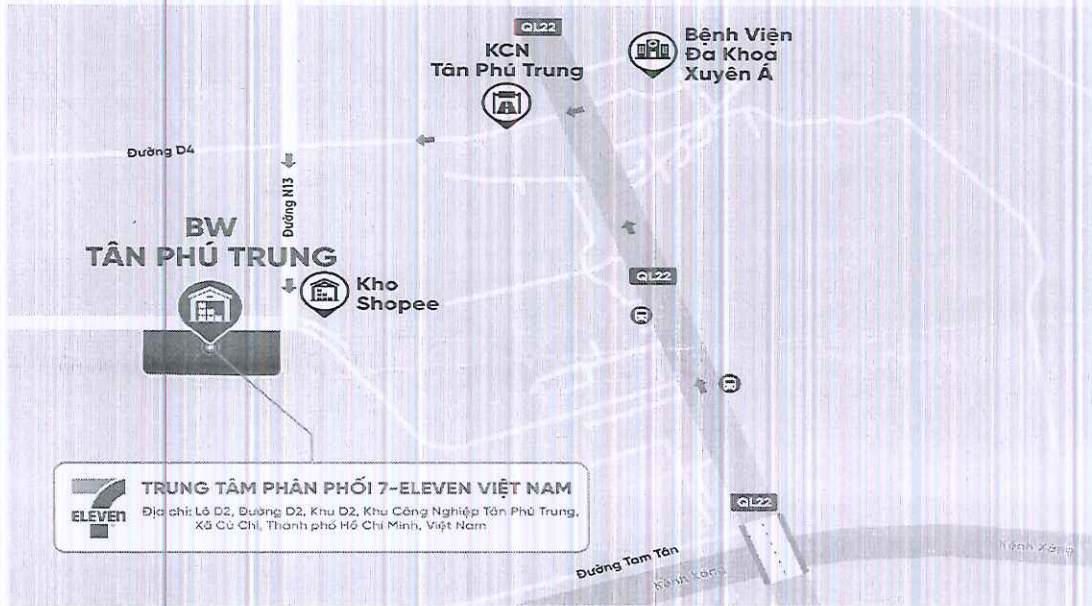 QL22
KCN
Tân Phú Trung
Bệnh Viện
Đa Khoa
Xuyên Á
Đường D4
Đường N13
BW
TÂN PHÚ TRUNG
Kho
Shopee
QL22
7
ELEVEN
TRUNG TÂM PHÂN PHỐI 7-ELEVEN VIỆT NAM
Địa chỉ: Lô D2, Đường D2, Khu D2, Khu Công Nghiệp Tân Phú Trung,
Xã Củ Chi, Thành phố Hồ Chí Minh, Việt Nam
QL22
Đường Tam Tân
Kênh Xáng
Kênh Xáng